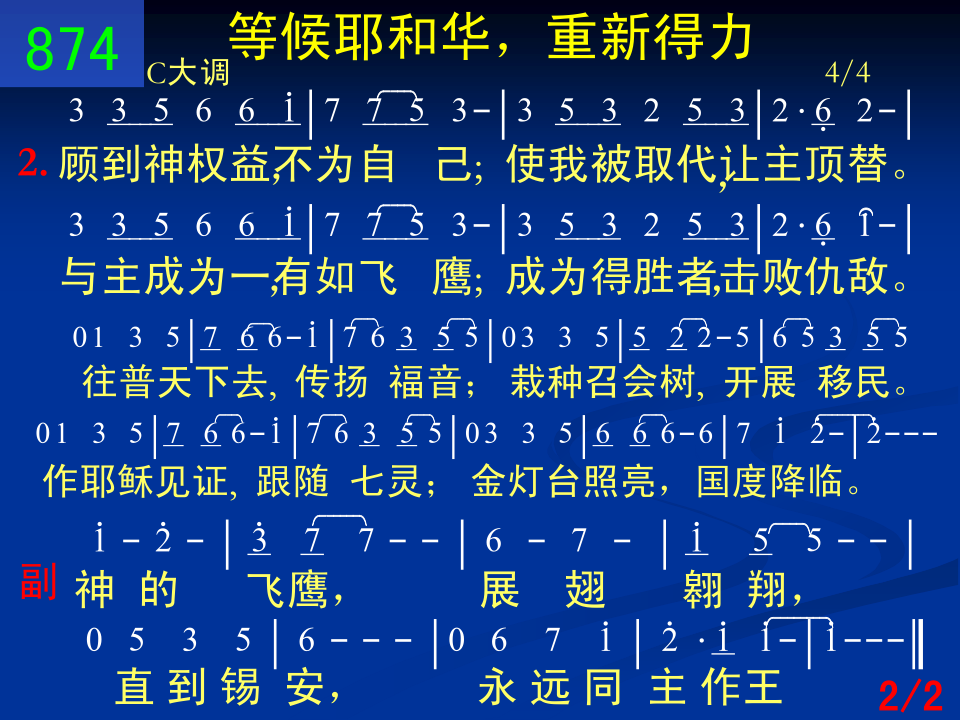 874
等候耶和华，重新得力
C大调 4/4
3 3 5 6 6 i|7 7 5 3-|3 5 3 2 5 3|2·6 2-|
2. 顾到神权益,不为自 己; 使我被取代,让主顶替。
3 3 5 6 6 i|7 7 5 3-|3 5 3 2 5 3|2·6 1-|
与主成为一,有如飞 鹰; 成为得胜者,击败仇敌。
01 3 5|7 6 6-i|7 6 3 5 5|03 3 5|5 2 2-5|6 5 3 5 5
往普天下去, 传扬 福音； 栽种召会树, 开展 移民。
01 3 5|7 6 6-i|7 6 3 5 5|03 3 5|6 6 6-6|7 i 2-|2---
作耶稣见证, 跟随 七灵； 金灯台照亮，国度降临。
i-2-|3 7 7--|6-7-|i 5 5--|
副 神 的 飞鹰， 展 翅 翱 翔，
0 5 3 5|6---|0 6 7 i|2·i i-|i---‖
直 到 锡 安， 永 远 同 主 作王
2/2